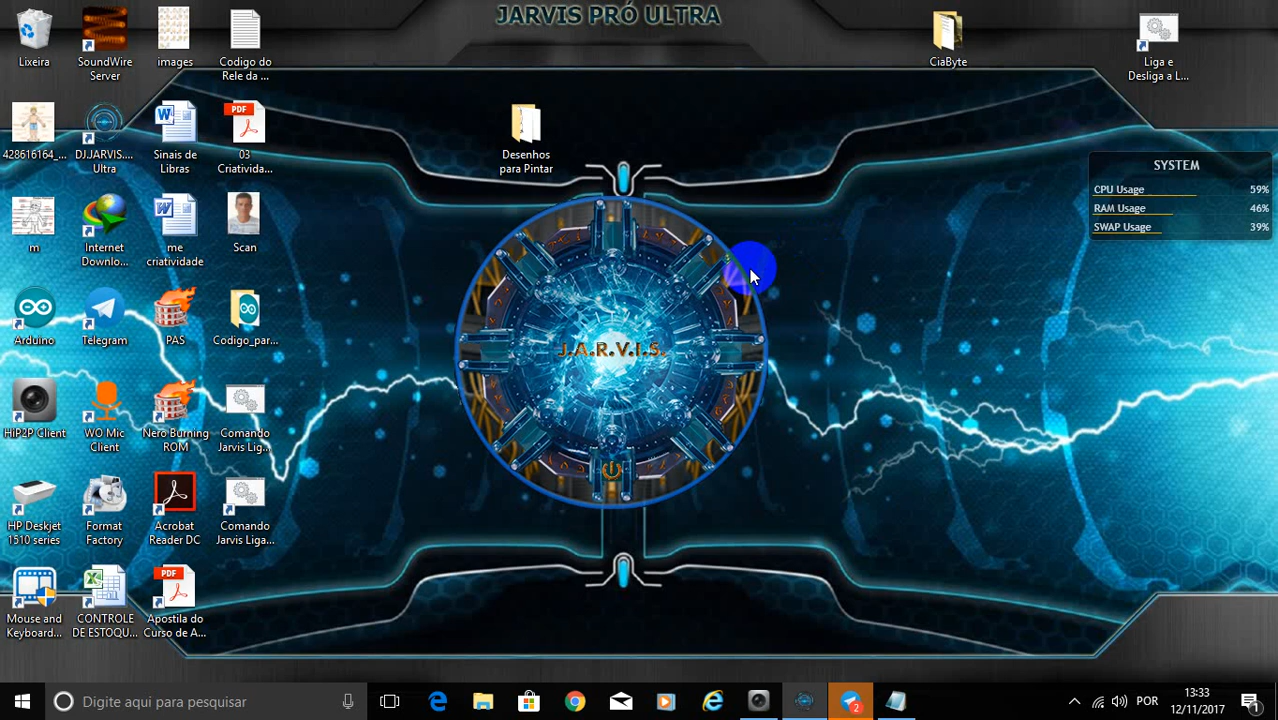 JARVIS PRÓ ULTRA
Lixeira
SoundWire
Server
images
Codigo do
Rele da ...
CiaByte
Liga e
Desliga a L...
428616164_...
DJ.JARVIS....
Ultra
Sinais de
Libras
PDF
03
Criativida...
Desenhos
para Pintar
SYSTEM
CPU Usage 59%
RAM Usage 46%
SWAP Usage 39%
m
Internet
Downlo...
me
criatividade
Scan
Arduino
Telegram
PAS
Codigo_par...
J.A.R.V.I.S.
HiP2P Client
WO Mic
Client
Nero Burning
ROM
Comando
Jarvis Lig...
HP Deskjet
1510 series
Format
Factory
Acrobat
Reader DC
Comando
Jarvis Liga...
Mouse and
Keyboard...
CONTROLE
DE ESTOQU...
PDF
Apostila do
Curso de A...
Digite aqui para pesquisar
2
POR
13:33
12/11/2017
1